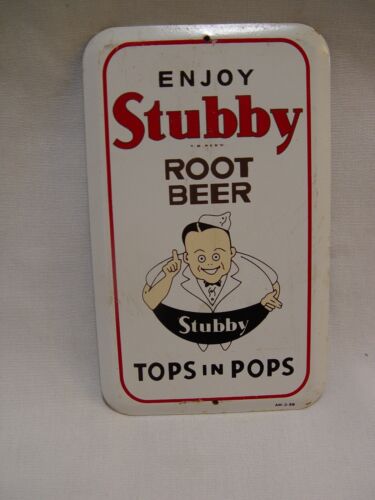 ENJOY
Stubby
ROOT
BEER
Stubby
TOPS IN POPS